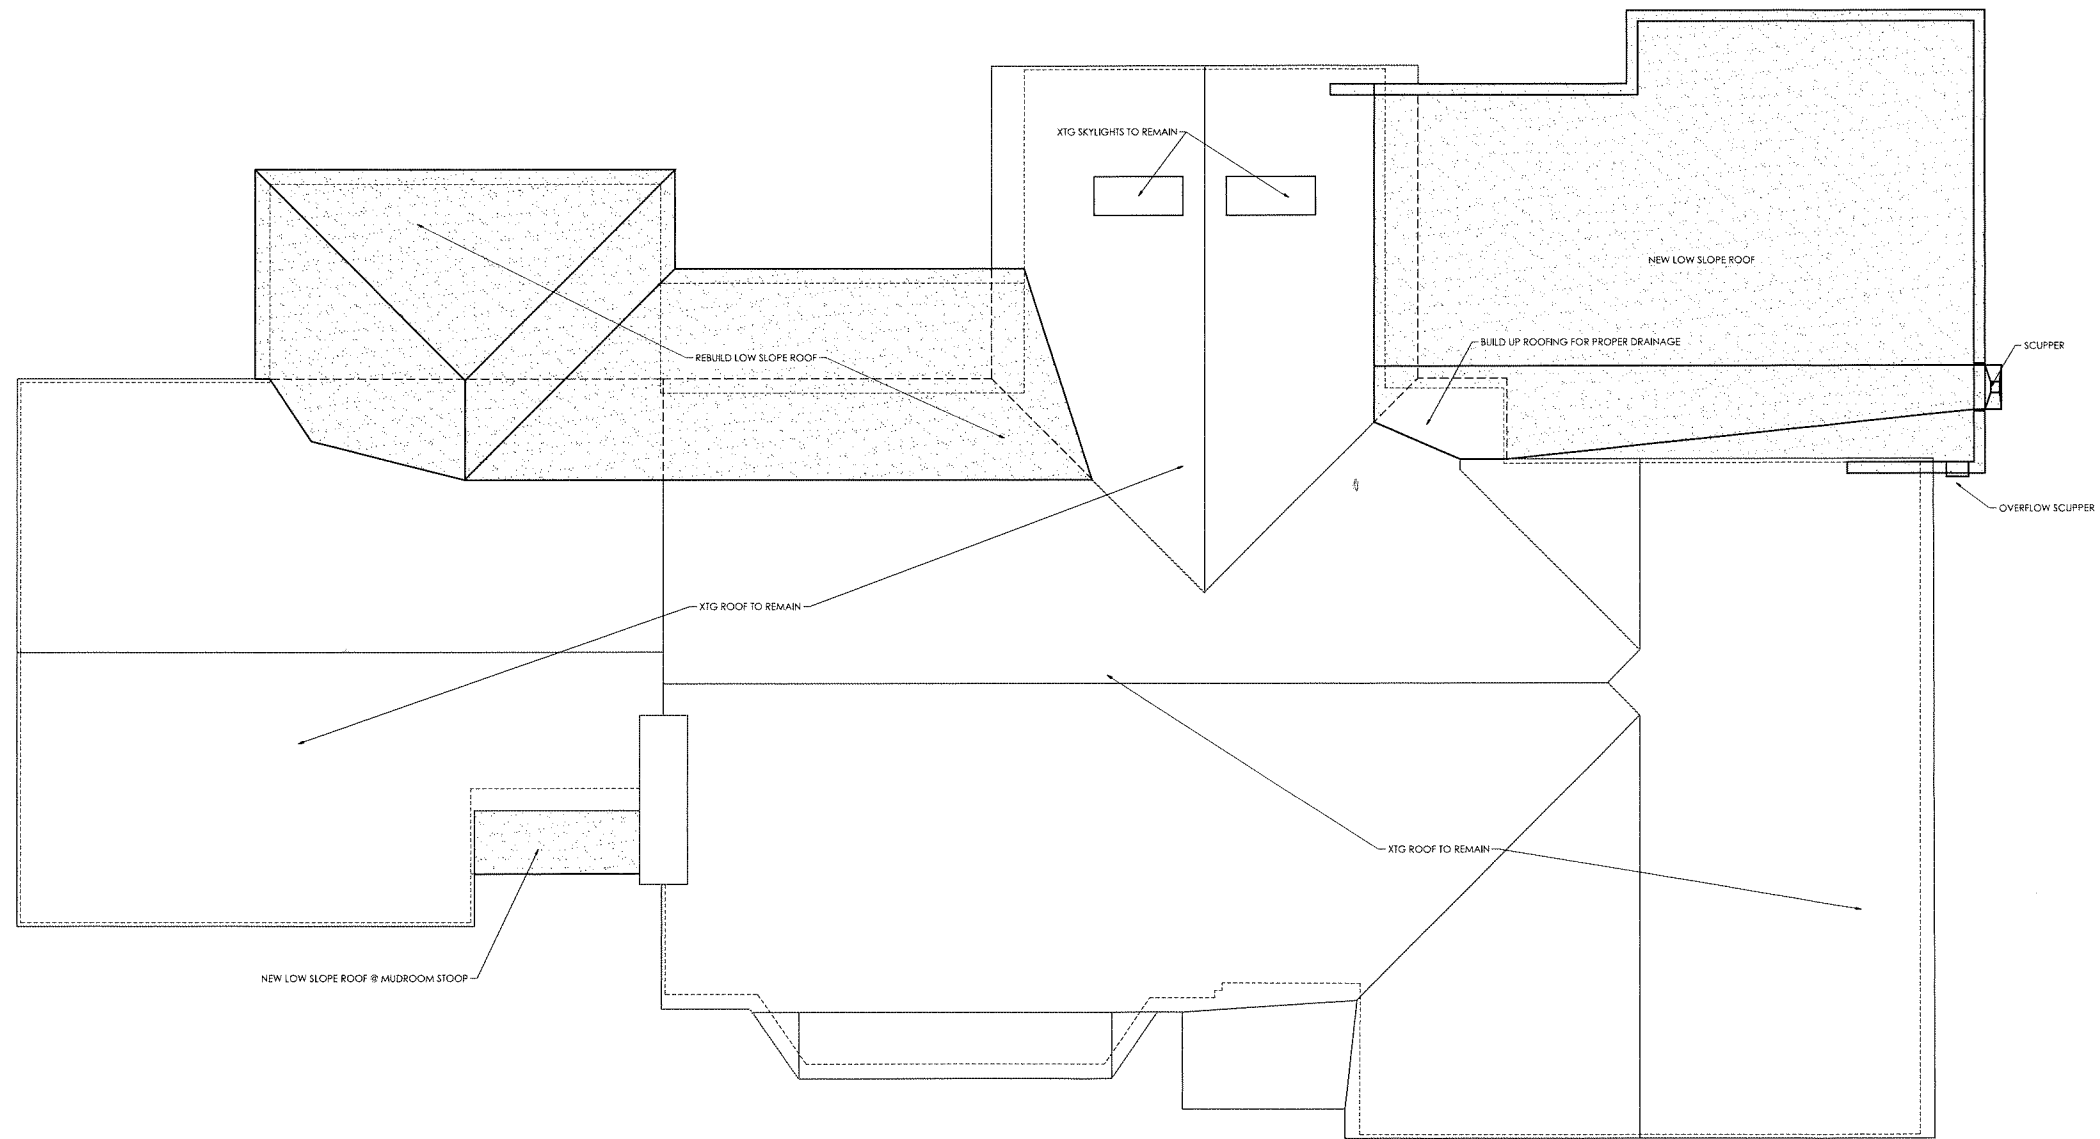 XTG SKYLIGHTS TO REMAIN
NEW LOW SLOPE ROOF
BUILD UP ROOFING FOR PROPER DRAINAGE
SCUPPER
REBUILD LOW SLOPE ROOF
OVERFLOW SCUPPER
XTG ROOF TO REMAIN
XTG ROOF TO REMAIN
NEW LOW SLOPE ROOF @ MUDROOM STOOP